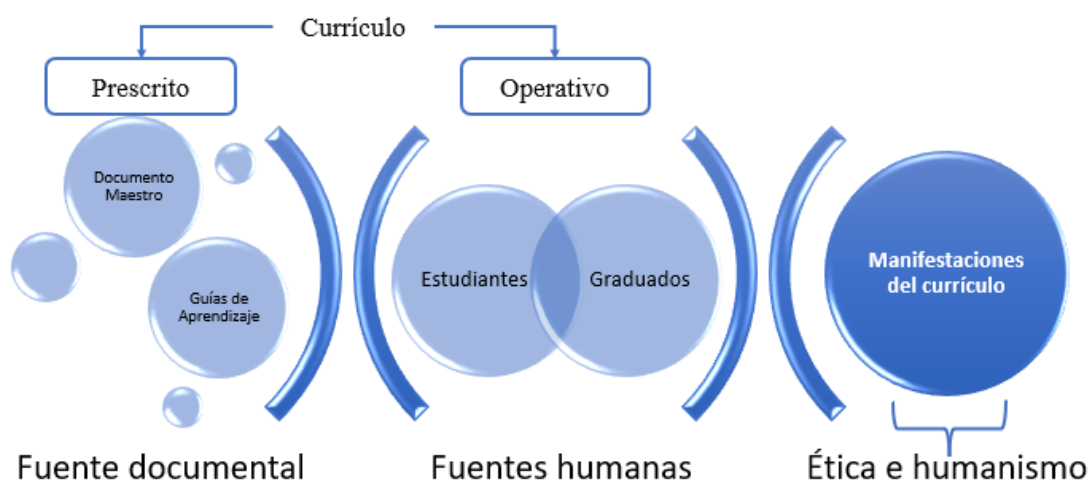 Currículo
Prescrito
Operativo
Documento
Maestro
Guías de
Aprendizaje
Estudiantes
Graduados
Manifestaciones
del currículo
Fuente documental
Fuentes humanas
Ética e humanismo